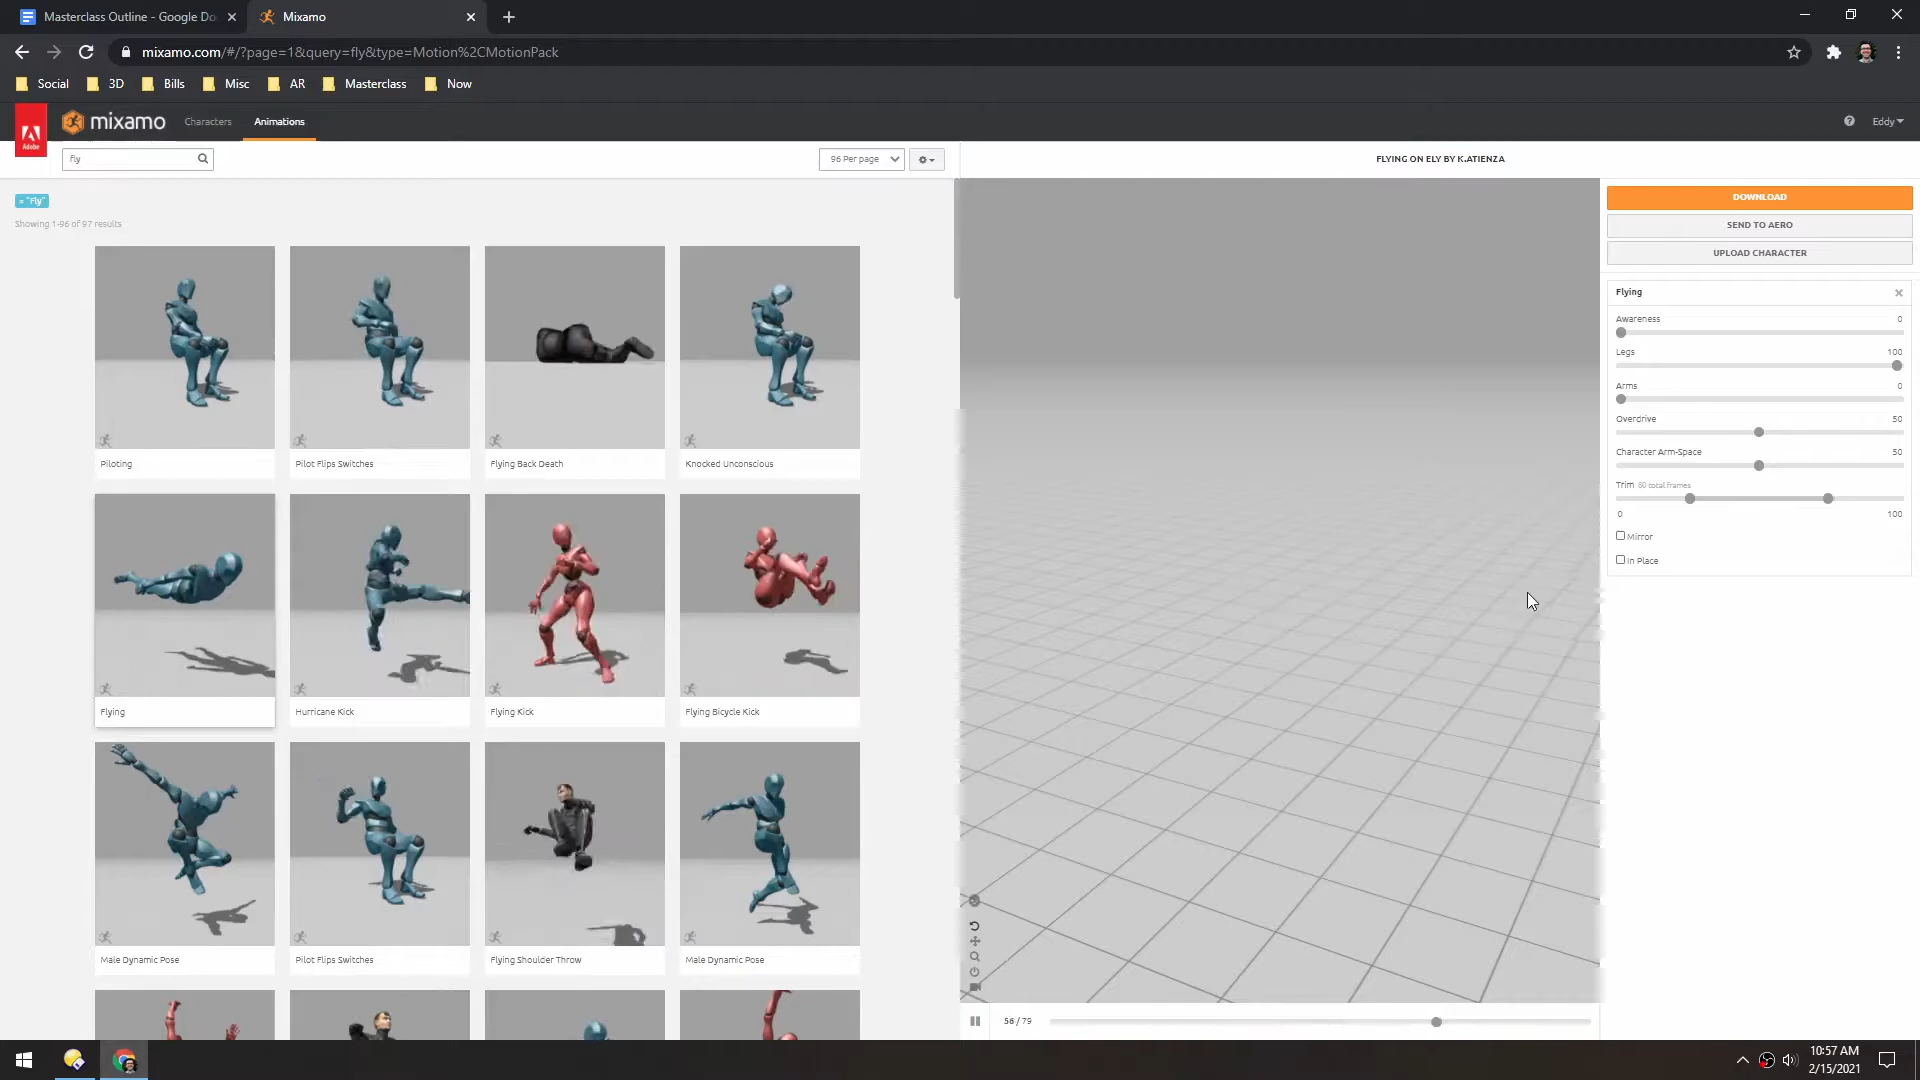 Masterclass Outline - Google Do
Mixamo
mixamo.com/#/?page=1&query=fly&type=Motion%2CMotionPack
Social
3D
Bills
Misc
AR
Masterclass
Now
Adobe
mixamo
Characters
Animations
Eddy
fly
96 Per page
FLYING ON ELY BY K.ATIENZA
× "Fly"
Showing 1-96 of 97 results
DOWNLOAD
SEND TO AERO
UPLOAD CHARACTER
Flying
Awareness 0
Legs 100
Arms 0
Overdrive 50
Character Arm-Space 50
Trim 80 total frames
0 100
Mirror
In Place
Piloting
Pilot Flips Switches
Flying Back Death
Knocked Unconscious
Flying
Hurricane Kick
Flying Kick
Flying Bicycle Kick
Male Dynamic Pose
Pilot Flips Switches
Flying Shoulder Throw
Male Dynamic Pose
56 / 79
10:57 AM
2/15/2021